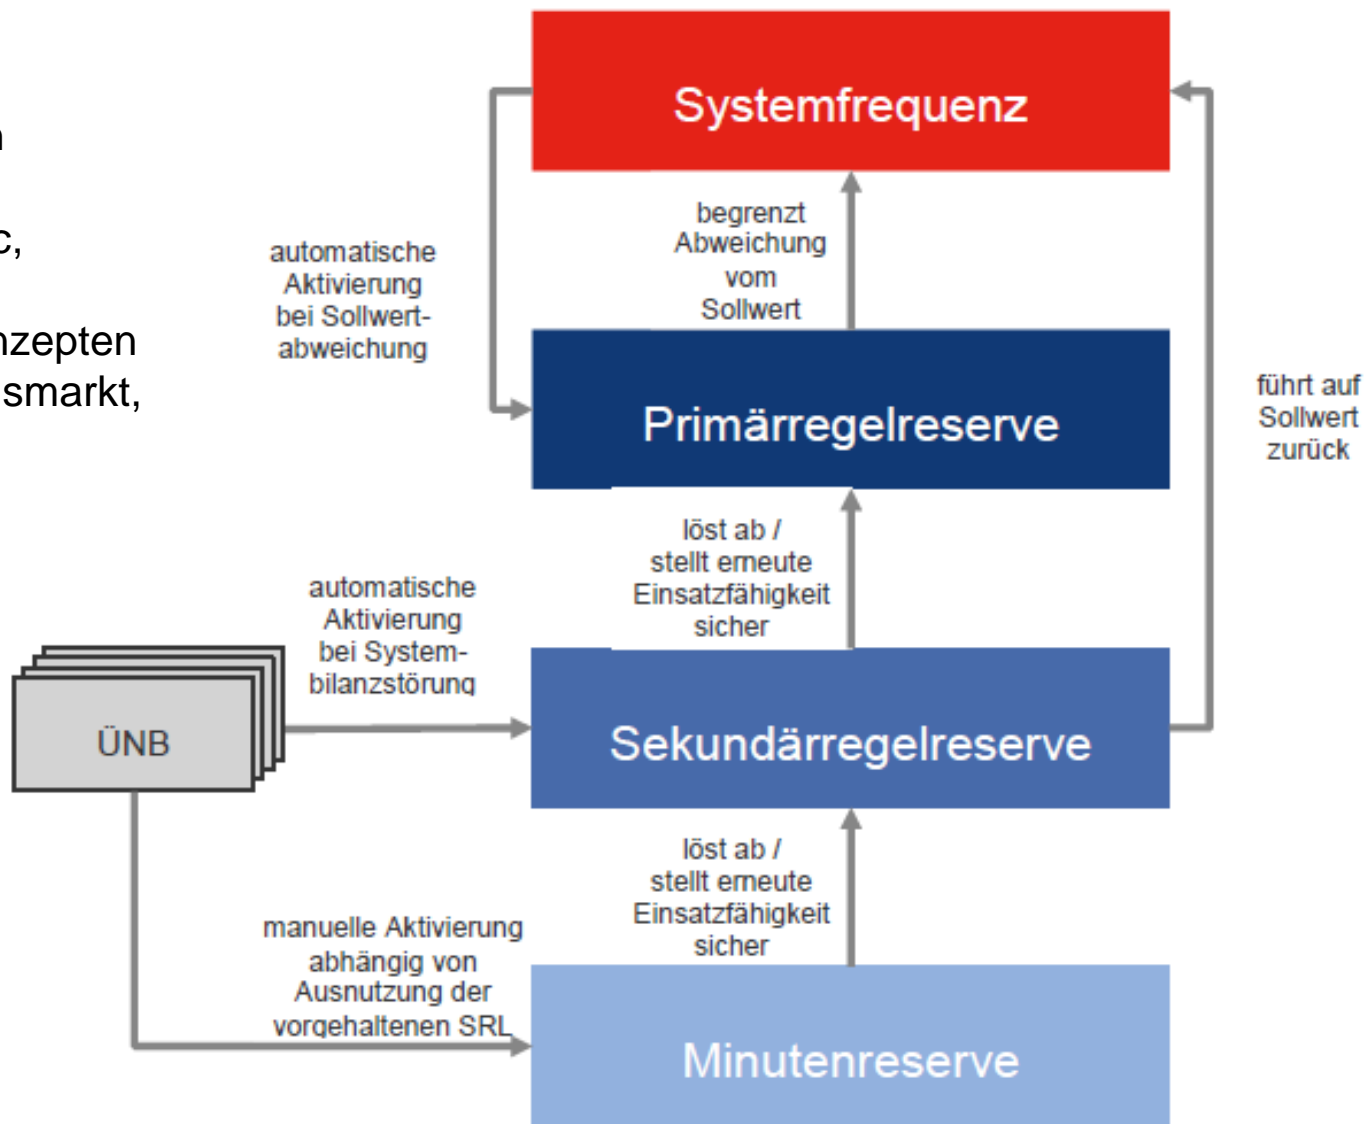 Systemfrequenz
n
c,
nzepten
smarkt,
automatische
Aktivierung
bei Sollwert-
abweichung
begrenzt
Abweichung
vom
Sollwert
führt auf
Sollwert
zurück
Primärregelreserve
löst ab /
stellt erneute
Einsatzfähigkeit
sicher
automatische
Aktivierung
bei System-
bilanzstörung
ÜNB
Sekundärregelreserve
löst ab /
stellt erneute
Einsatzfähigkeit
sicher
manuelle Aktivierung
abhängig von
Ausnutzung der
vorgehaltenen SRL
Minutenreserve